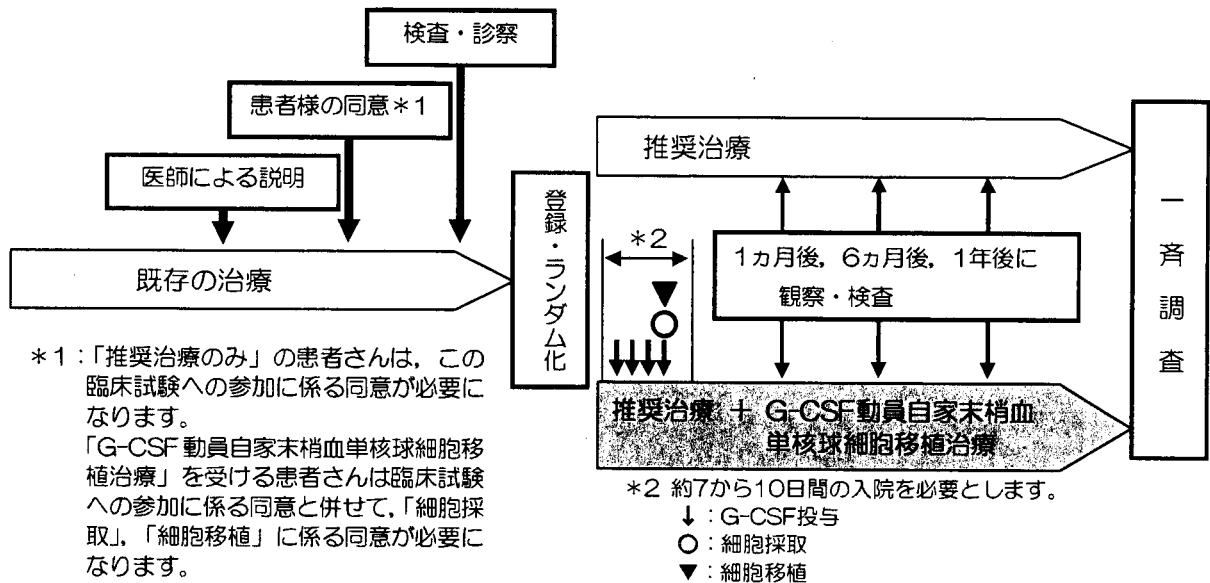 検査・診察
患者様の同意＊1
医師による説明
既存の治療
登録・ランダム化
推奨治療
＊2
1ヵ月後，6ヵ月後，1年後に
観察・検査
推奨治療 ＋ G-CSF動員自家末梢血
単核球細胞移植治療
一斉調査
＊1：「推奨治療のみ」の患者さんは，この
臨床試験への参加に係る同意が必要に
なります。
「G-CSF動員自家末梢血単核球細胞移
植治療」を受ける患者さんは臨床試験
への参加に係る同意と併せて，「細胞採
取」，「細胞移植」に係る同意が必要に
なります。
＊2 約7から10日間の入院を必要とします。
↓：G-CSF投与
○：細胞採取
▼：細胞移植